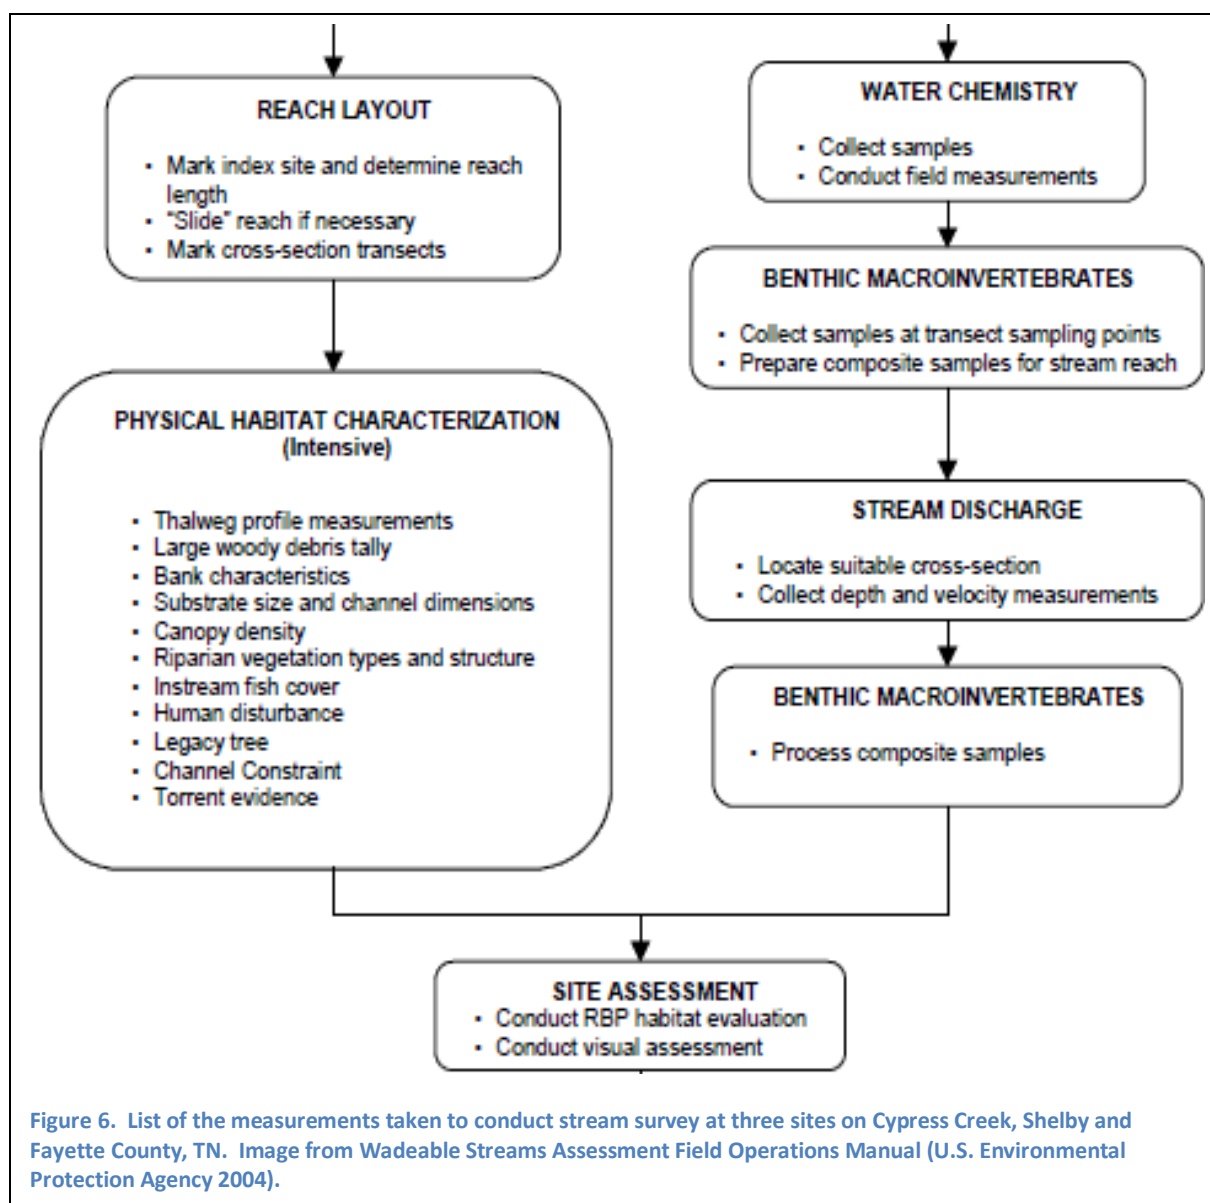 REACH LAYOUT
▪ Mark index site and determine reach
length
▪ "Slide" reach if necessary
▪ Mark cross-section transects
PHYSICAL HABITAT CHARACTERIZATION
(Intensive)
▪ Thalweg profile measurements
▪ Large woody debris tally
▪ Bank characteristics
▪ Substrate size and channel dimensions
▪ Canopy density
▪ Riparian vegetation types and structure
▪ Instream fish cover
▪ Human disturbance
▪ Legacy tree
▪ Channel Constraint
▪ Torrent evidence
WATER CHEMISTRY
▪ Collect samples
▪ Conduct field measurements
BENTHIC MACROINVERTEBRATES
▪ Collect samples at transect sampling points
▪ Prepare composite samples for stream reach
STREAM DISCHARGE
▪ Locate suitable cross-section
▪ Collect depth and velocity measurements
BENTHIC MACROINVERTEBRATES
▪ Process composite samples
SITE ASSESSMENT
▪ Conduct RBP habitat evaluation
▪ Conduct visual assessment
Figure 6.  List of the measurements taken to conduct stream survey at three sites on Cypress Creek, Shelby and
Fayette County, TN.  Image from Wadeable Streams Assessment Field Operations Manual (U.S. Environmental
Protection Agency 2004).